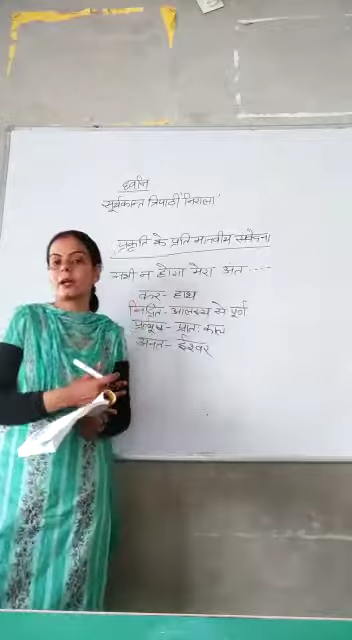 ध्वनि
सूर्यकान्त त्रिपाठी 'निराला'
प्रकृति के प्रति मानवीय संवेदना
अभी न होगा मेरा अंत ....
कर - हाथ
निद्रित - आलस्य से पूर्ण
प्रत्यूष - प्रातः काल
अनंत - ईश्वर